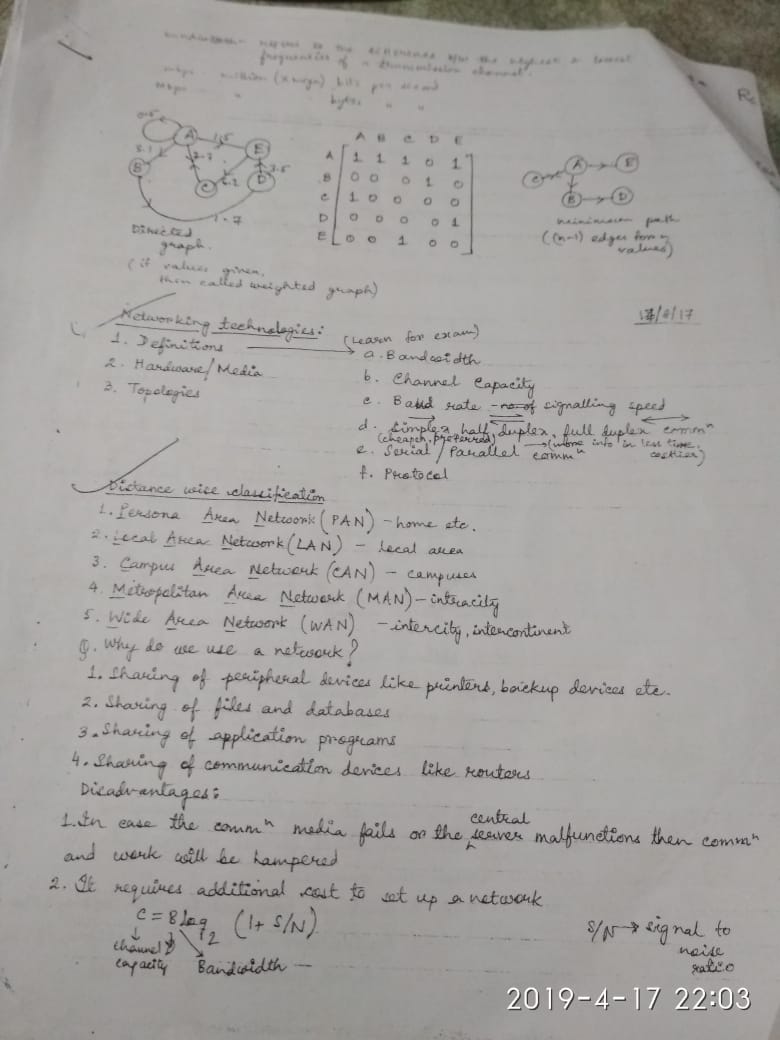 Bandwidth - refers to the difference b/w the highest & lowest
frequencies of a transmission channel.
mbps - million (x mega) bits per second
Mbps " bytes " "
Re
A B C D E
A 1 1 1 0 1
B 0 0 0 1 0
C 1 0 0 0 0
D 0 0 0 0 1
E 0 0 1 0 0
A
B
C
D
E
1.5
1.7
Directed
graph.
(if values given,
then called weighted graph)
C A E
B D
minimum path
((n-1) edges for n
values)
17/4/17
Networking technologies: (Learn for exam)
1. Definitions
2. Hardware/Media
3. Topologies
a. Bandwidth
b. Channel Capacity
c. Baud rate - no of signalling speed
d. Simplex, half duplex, full duplex commⁿ
(cheaper, preferred) (more info in less time, costlier)
e. Serial / Parallel commⁿ
f. Protocol
Distance wise classification
1. Persona Area Network (PAN) - home etc.
2. Local Area Network (LAN) - Local area
3. Campus Area Network (CAN) - campuses
4. Metropolitan Area Network (MAN) - intracity
5. Wide Area Network (WAN) - intercity, intercontinent
Q. Why do we use a network?
1. Sharing of peripheral devices like printers, backup devices etc.
2. Sharing of files and databases
3. Sharing of application programs
4. Sharing of communication devices like routers
Disadvantages:
1. In case the commⁿ media fails or the central server malfunctions then commⁿ
and work will be hampered
2. It requires additional cost to set up a network
C = B log₂ (1+ S/N)
channel capacity
Bandwidth
S/N → signal to
noise
ratio
2019-4-17 22:03